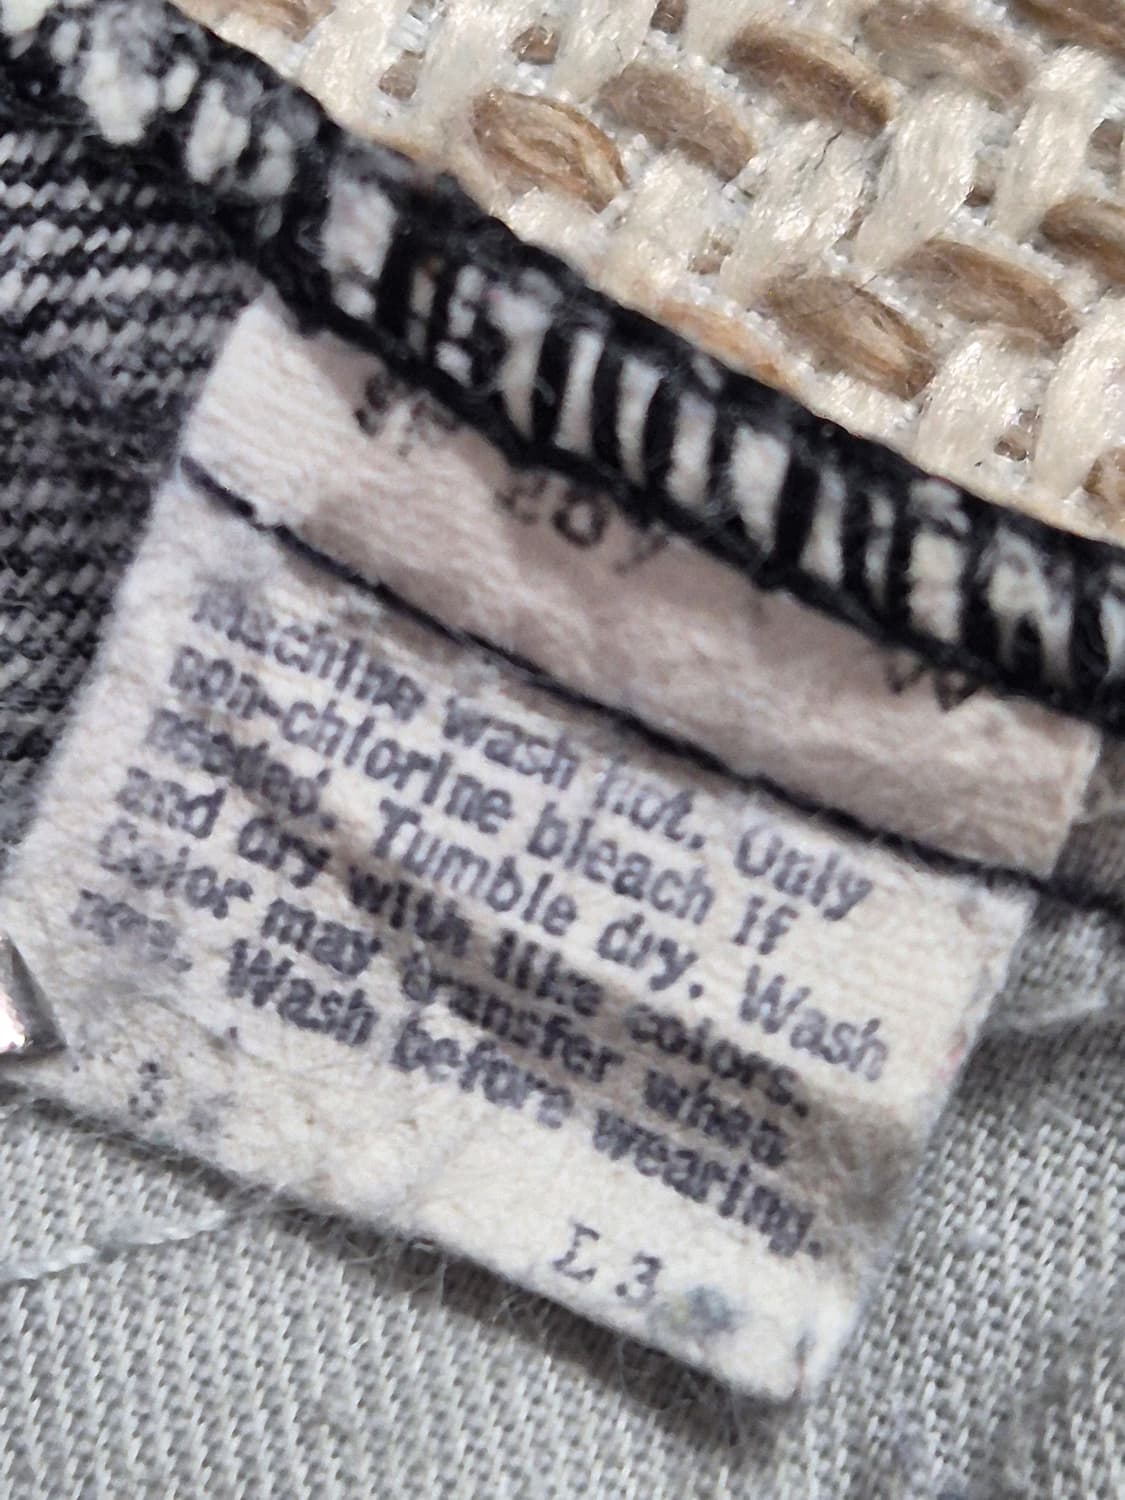 Machine wash hot. Only
non-chlorine bleach if
needed. Tumble dry. Wash
and dry with like colors.
Color may transfer when
Wash before wearing.
L 3